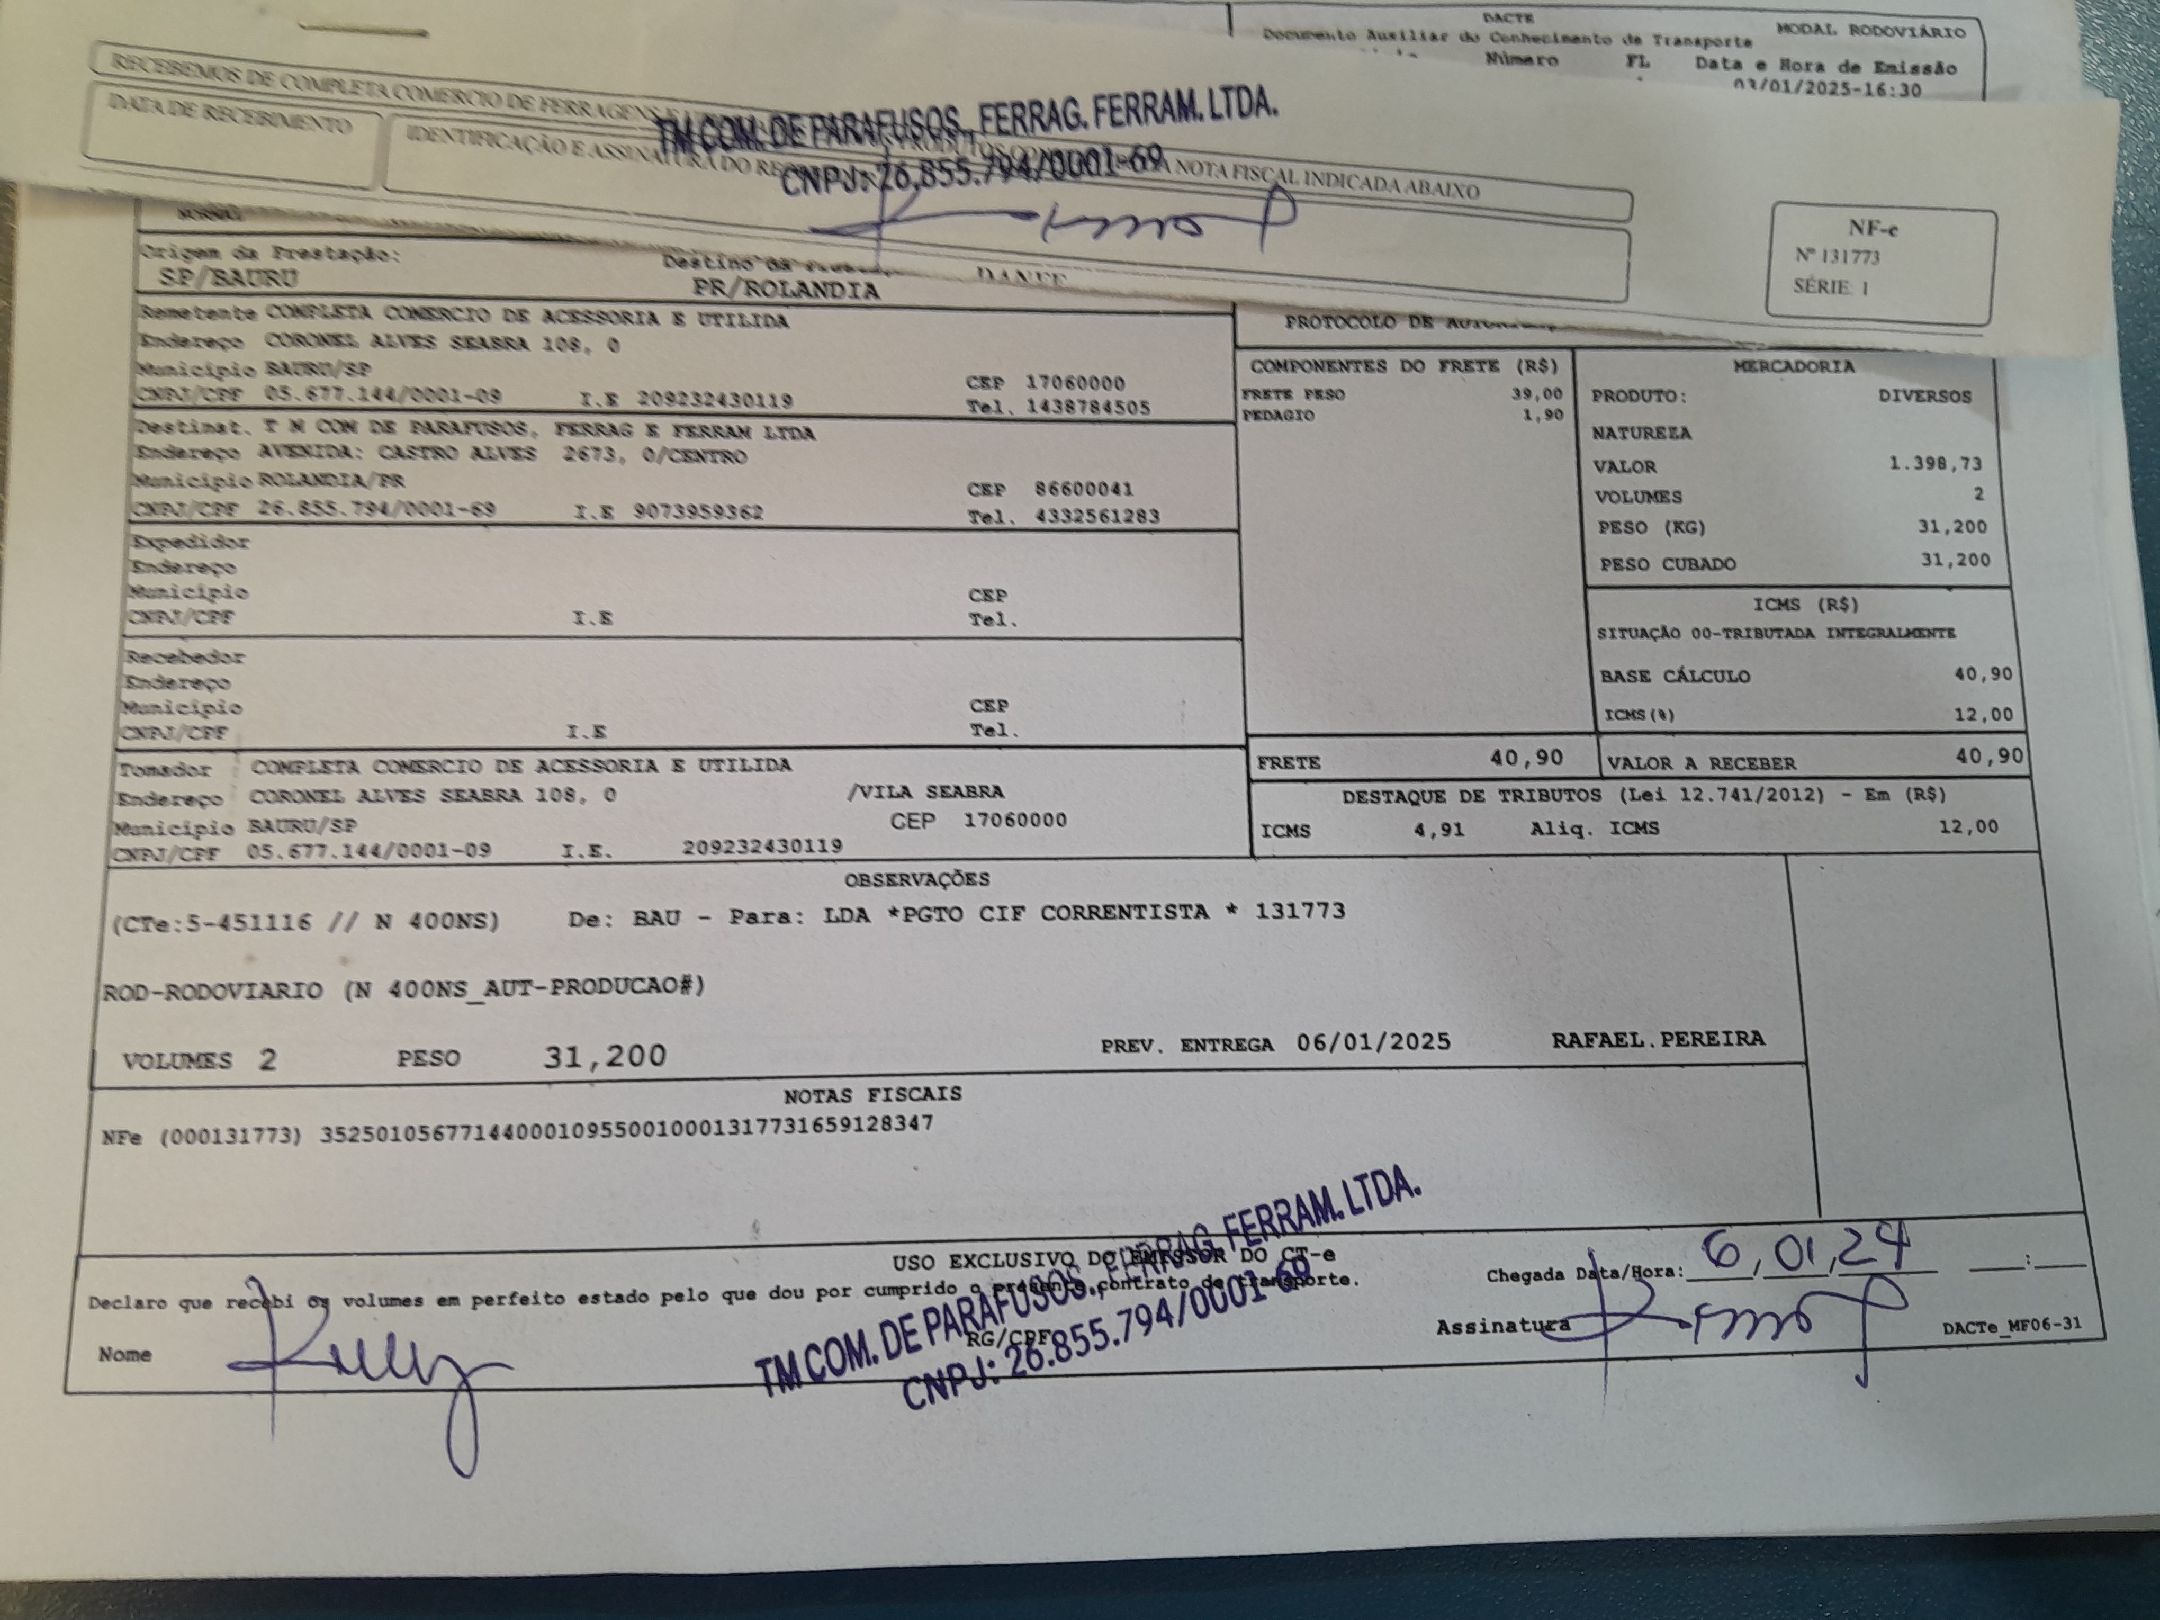 DACTE
MODAL RODOVIÁRIO
Documento Auxiliar do Conhecimento de Transporte
Número FL Data e Hora de Emissão
03/01/2025-16:30
RECEBEMOS DE COMPLETA COMERCIO DE FERRAGENS
NOTA FISCAL INDICADA ABAIXO
DATA DE RECEBIMENTO
IDENTIFICAÇÃO E ASSINATURA DO
TM COM. DE PARAFUSOS., FERRAG. FERRAM. LTDA.
CNPJ: 26.855.794/0001-69
NF-e
Nº 131773
SÉRIE: 1
DANFE
Origem da Prestação:
SP/BAURU
Destino da
PR/ROLANDIA
Remetente COMPLETA COMERCIO DE ACESSORIA E UTILIDA
Endereço CORONEL ALVES SEABRA 108, 0
Município BAURU/SP CEP 17060000
CNPJ/CPF 05.677.144/0001-09 I.E 209232430119 Tel. 1438784505
Destinat. T M COM DE PARAFUSOS, FERRAG E FERRAM LTDA
Endereço AVENIDA: CASTRO ALVES 2673, 0/CENTRO
Município ROLANDIA/PR CEP 86600041
CNPJ/CPF 26.855.794/0001-69 I.E 9073959362 Tel. 4332561283
Expedidor
Endereço
Município CEP
CNPJ/CPF I.E Tel.
Recebedor
Endereço
Município CEP
CNPJ/CPF I.E Tel.
Tomador COMPLETA COMERCIO DE ACESSORIA E UTILIDA
Endereço CORONEL ALVES SEABRA 108, 0 /VILA SEABRA
Município BAURU/SP CEP 17060000
CNPJ/CPF 05.677.144/0001-09 I.E. 209232430119
PROTOCOLO DE
COMPONENTES DO FRETE (R$)
FRETE PESO 39,00
PEDAGIO 1,90
MERCADORIA
PRODUTO: DIVERSOS
NATUREZA
VALOR 1.398,73
VOLUMES 2
PESO (KG) 31,200
PESO CUBADO 31,200
ICMS (R$)
SITUAÇÃO 00-TRIBUTADA INTEGRALMENTE
BASE CÁLCULO 40,90
ICMS(%) 12,00
FRETE 40,90 VALOR A RECEBER 40,90
DESTAQUE DE TRIBUTOS (Lei 12.741/2012) - Em (R$)
ICMS 4,91 Aliq. ICMS 12,00
OBSERVAÇÕES
(CTe:5-451116 // N 400NS) De: BAU - Para: LDA *PGTO CIF CORRENTISTA * 131773
ROD-RODOVIARIO (N 400NS_AUT-PRODUCAO#)
VOLUMES 2 PESO 31,200 PREV. ENTREGA 06/01/2025 RAFAEL.PEREIRA
NOTAS FISCAIS
NFe (000131773) 35250105677144000109550010001317731659128347
USO EXCLUSIVO DO EMISSOR DO CT-e
Declaro que recebi os volumes em perfeito estado pelo que dou por cumprido o presente contrato de transporte.
Chegada Data/Hora: 6,01,24 :
Nome Kelly RG/CPF Assinatura DACTe_MF06-31
TM COM. DE PARAFUSOS., FERRAG. FERRAM. LTDA.
CNPJ: 26.855.794/0001-69